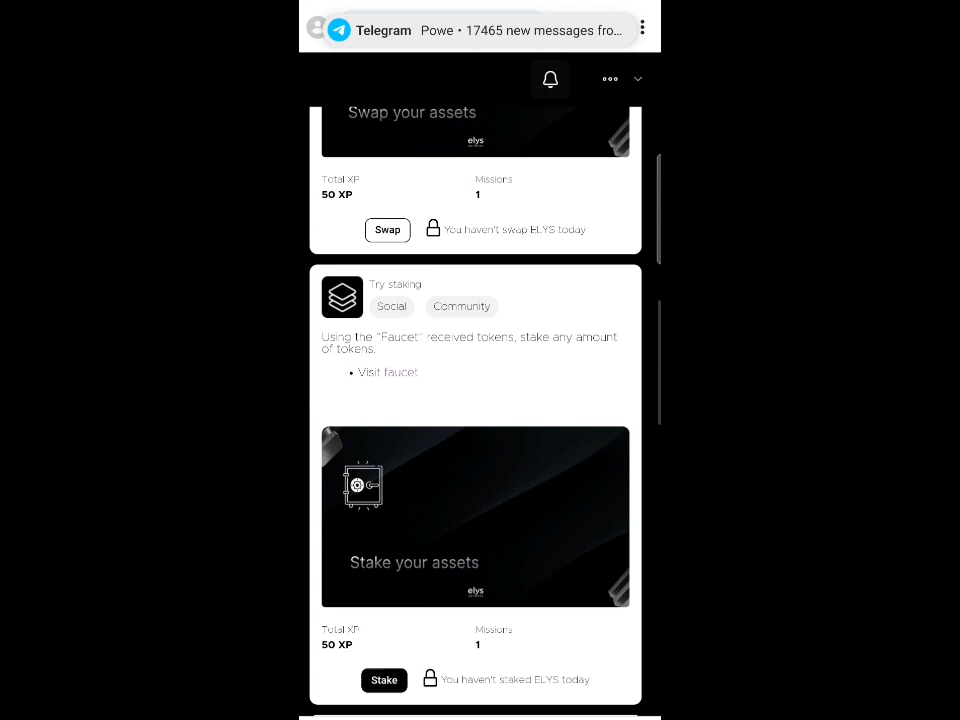 Telegram Powe • 17465 new messages fro...
Swap your assets
elys
Total XP Missions
50 XP 1
Swap You haven't swap ELYS today
Try staking
Social Community
Using the "Faucet" received tokens, stake any amount
of tokens.
• Visit faucet
Stake your assets
elys
Total XP Missions
50 XP 1
Stake You haven't staked ELYS today